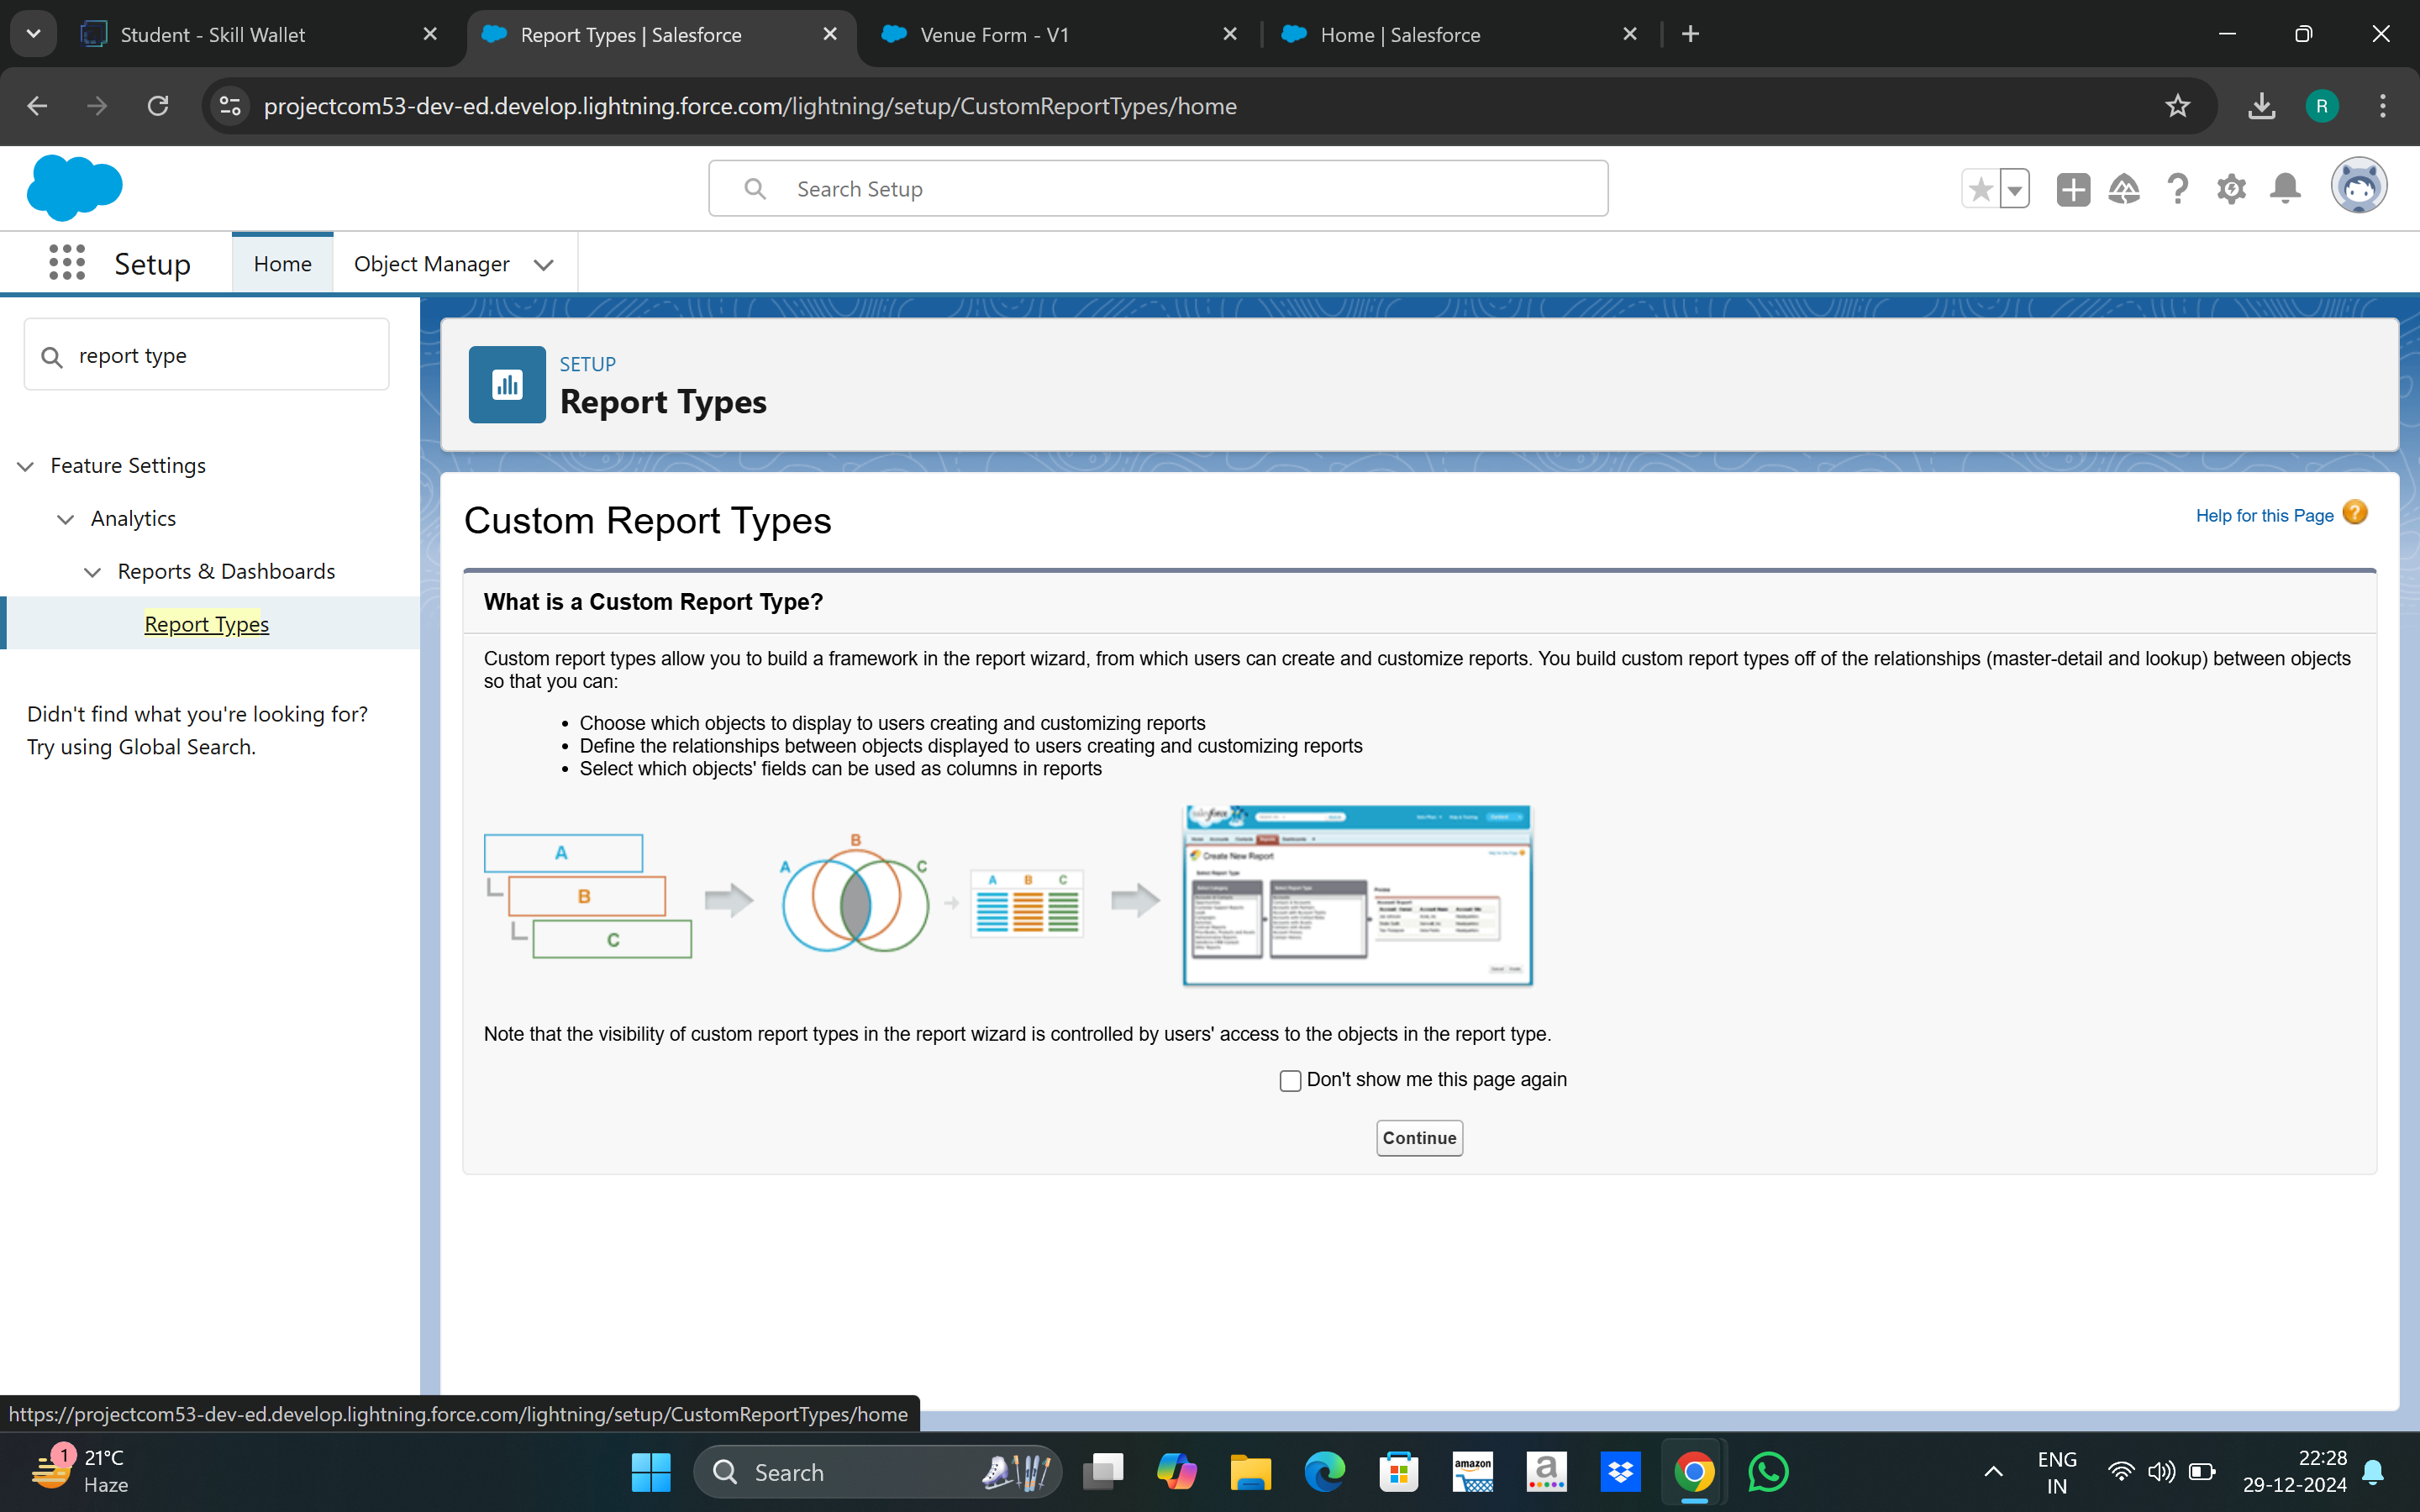 Student - Skill Wallet
Report Types | Salesforce
Venue Form - V1
Home | Salesforce
projectcom53-dev-ed.develop.lightning.force.com/lightning/setup/CustomReportTypes/home
R
Search Setup
Setup
Home
Object Manager
report type
Feature Settings
Analytics
Reports & Dashboards
Report Types
Didn't find what you're looking for?
Try using Global Search.
SETUP
Report Types
Custom Report Types
Help for this Page
What is a Custom Report Type?
Custom report types allow you to build a framework in the report wizard, from which users can create and customize reports. You build custom report types off of the relationships (master-detail and lookup) between objects
so that you can:
• Choose which objects to display to users creating and customizing reports
• Define the relationships between objects displayed to users creating and customizing reports
• Select which objects' fields can be used as columns in reports
A
B
C
A
B
C
A B C
Create New Report
Note that the visibility of custom report types in the report wizard is controlled by users' access to the objects in the report type.
Don't show me this page again
Continue
https://projectcom53-dev-ed.develop.lightning.force.com/lightning/setup/CustomReportTypes/home
1
21°C
Haze
Search
amazon
a
ENG
IN
22:28
29-12-2024